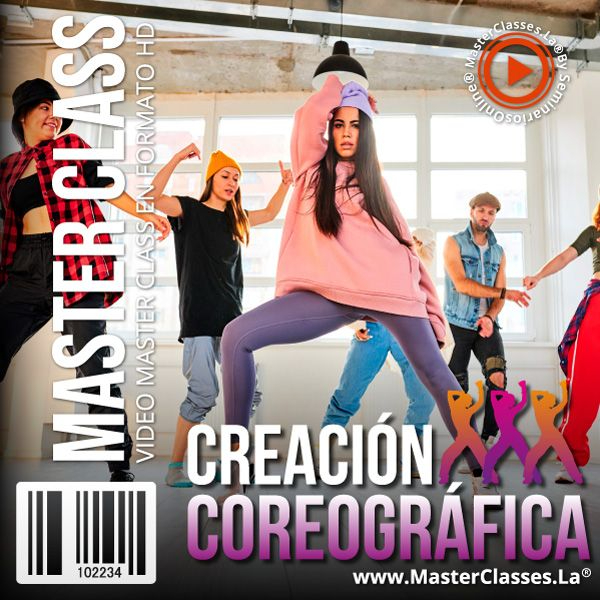 MASTER CLASS
VIDEO MASTER CLASS EN FORMATO HD
MasterClasses.La® By SeminariosOnline®
CREACIÓN
COREOGRÁFICA
102234
www.MasterClasses.La®